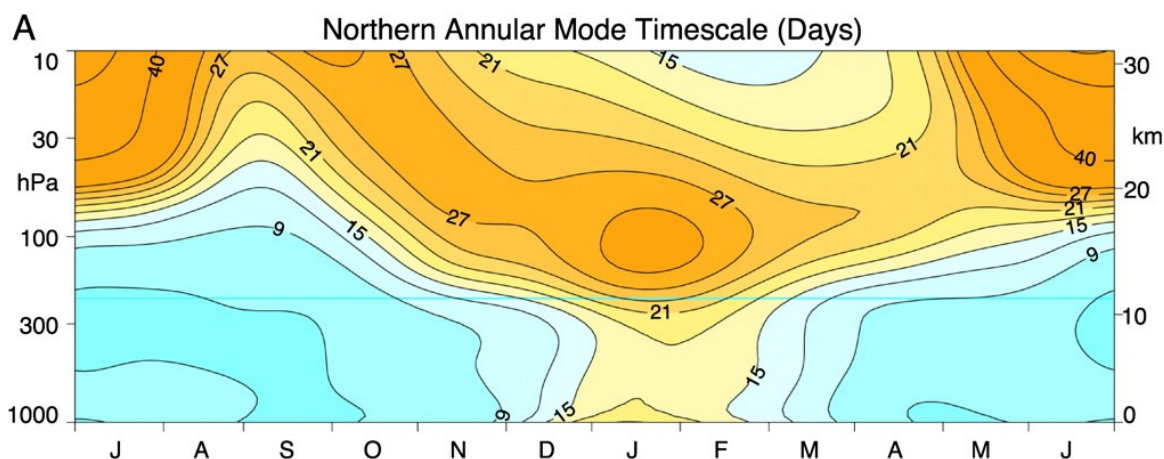 A Northern Annular Mode Timescale (Days)
10 40 27 27 21 15 30
30 21 21 40 km
hPa 27 27 20
21
100 9 15 27 15
9
300 21 10
15
1000 9 15 0
J A S O N D J F M A M J